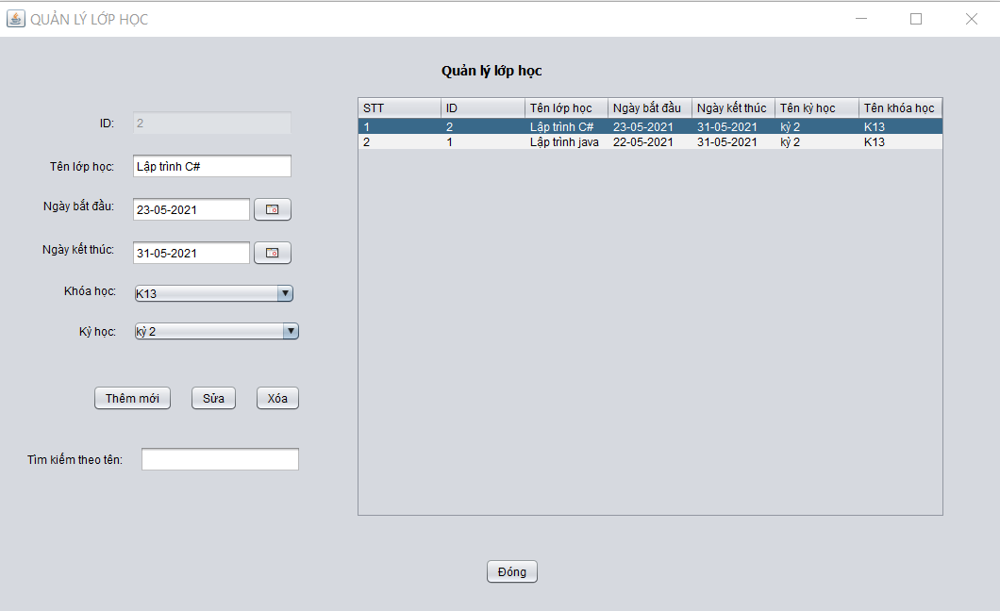 QUẢN LÝ LỚP HỌC
Quản lý lớp học
ID: 2
Tên lớp học: Lập trình C#
Ngày bắt đầu: 23-05-2021
Ngày kết thúc: 31-05-2021
Khóa học: K13
Kỳ học: kỳ 2
Thêm mới Sửa Xóa
Tìm kiếm theo tên:
STT ID Tên lớp học Ngày bắt đầu Ngày kết thúc Tên kỳ học Tên khóa học
1 2 Lập trình C# 23-05-2021 31-05-2021 kỳ 2 K13
2 1 Lập trình java 22-05-2021 31-05-2021 kỳ 2 K13
Đóng